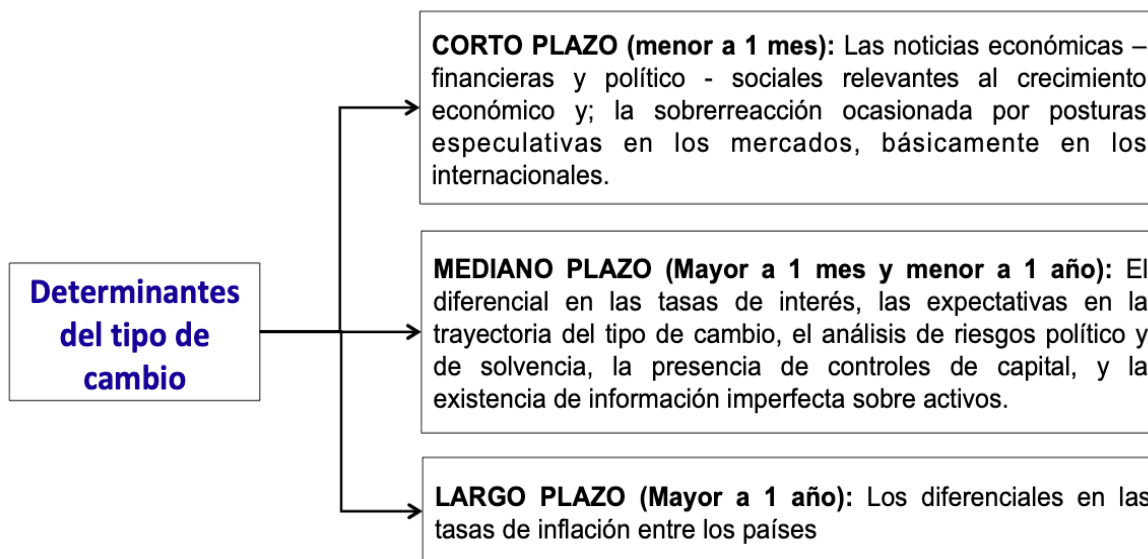 Determinantes
del tipo de
cambio
CORTO PLAZO (menor a 1 mes): Las noticias económicas –
financieras y político - sociales relevantes al crecimiento
económico y; la sobrerreacción ocasionada por posturas
especulativas en los mercados, básicamente en los
internacionales.
MEDIANO PLAZO (Mayor a 1 mes y menor a 1 año): El
diferencial en las tasas de interés, las expectativas en la
trayectoria del tipo de cambio, el análisis de riesgos político y
de solvencia, la presencia de controles de capital, y la
existencia de información imperfecta sobre activos.
LARGO PLAZO (Mayor a 1 año): Los diferenciales en las
tasas de inflación entre los países